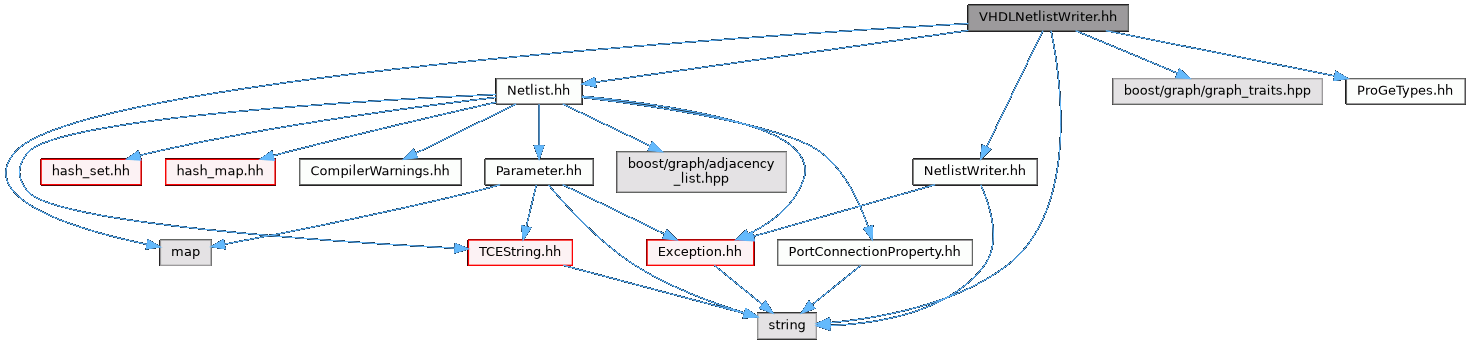 VHDLNetlistWriter.hh
Netlist.hh
boost/graph/graph_traits.hpp
ProGeTypes.hh
hash_set.hh
hash_map.hh
CompilerWarnings.hh
Parameter.hh
boost/graph/adjacency
_list.hpp
NetlistWriter.hh
map
TCEString.hh
Exception.hh
PortConnectionProperty.hh
string